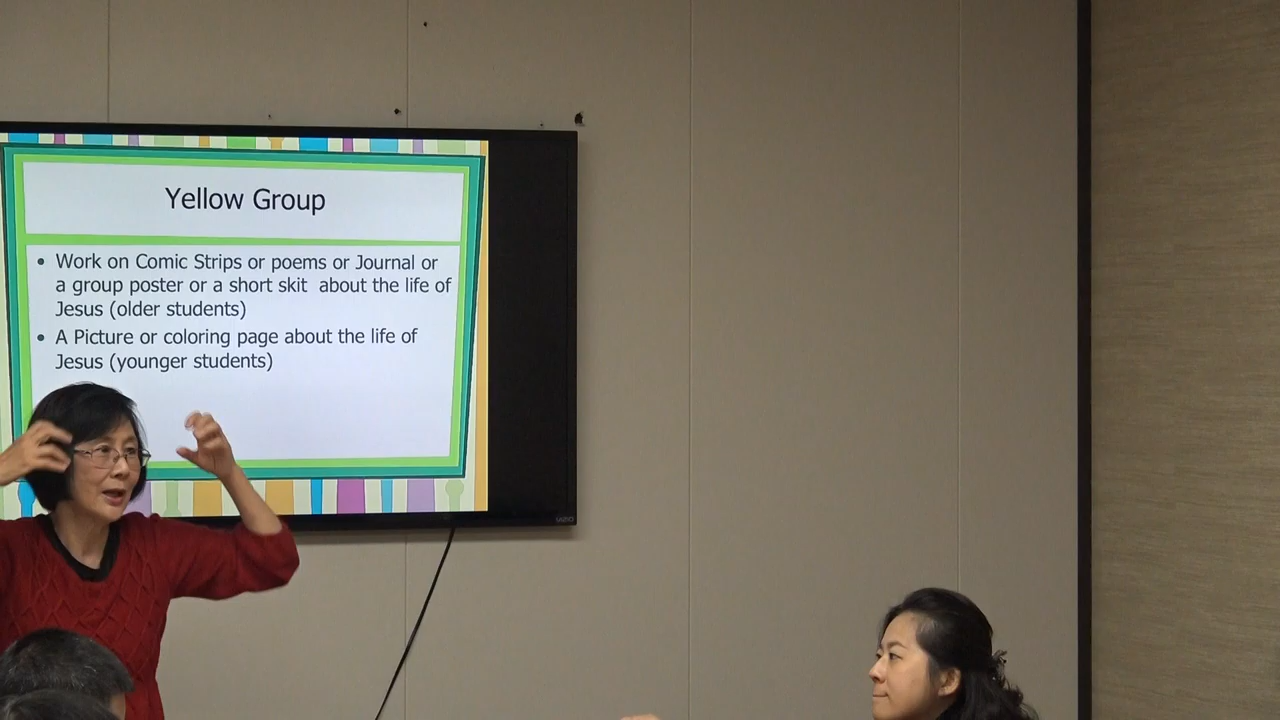 Yellow Group
• Work on Comic Strips or poems or Journal or
a group poster or a short skit about the life of
Jesus (older students)
• A Picture or coloring page about the life of
Jesus (younger students)
VIZIO